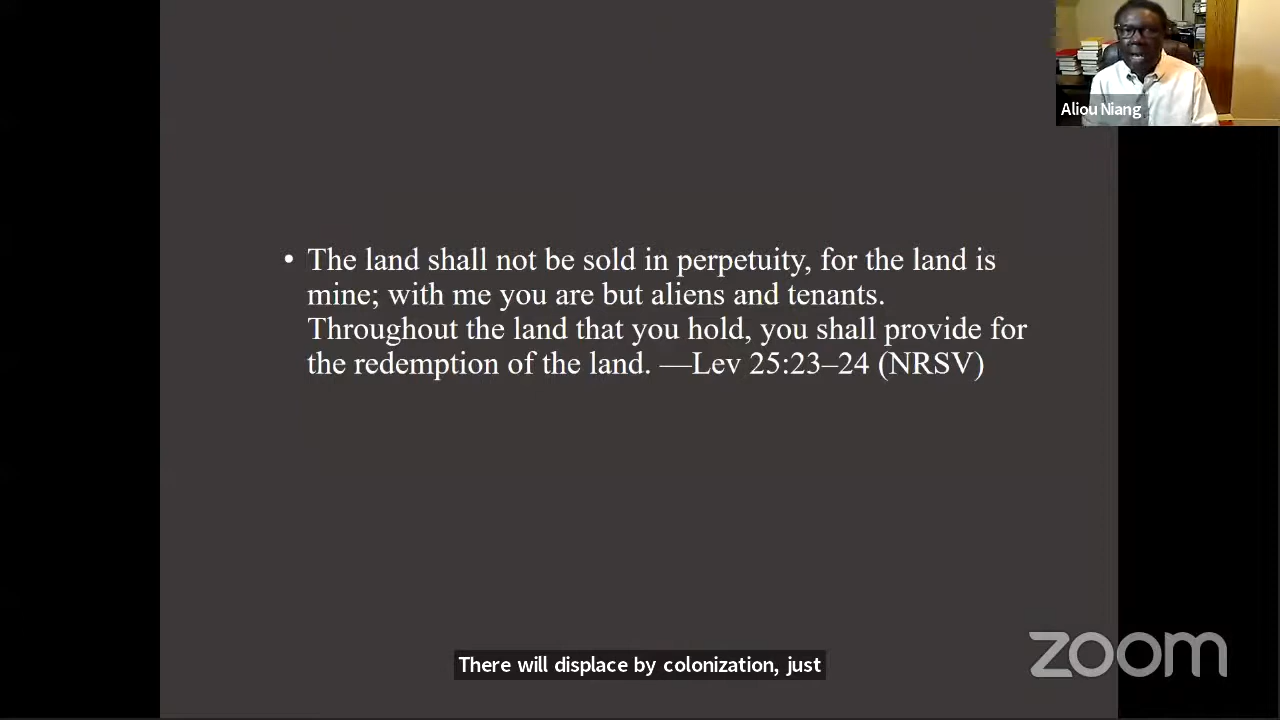 Aliou Niang
• The land shall not be sold in perpetuity, for the land is
mine; with me you are but aliens and tenants.
Throughout the land that you hold, you shall provide for
the redemption of the land. —Lev 25:23–24 (NRSV)
There will displace by colonization, just
zoom